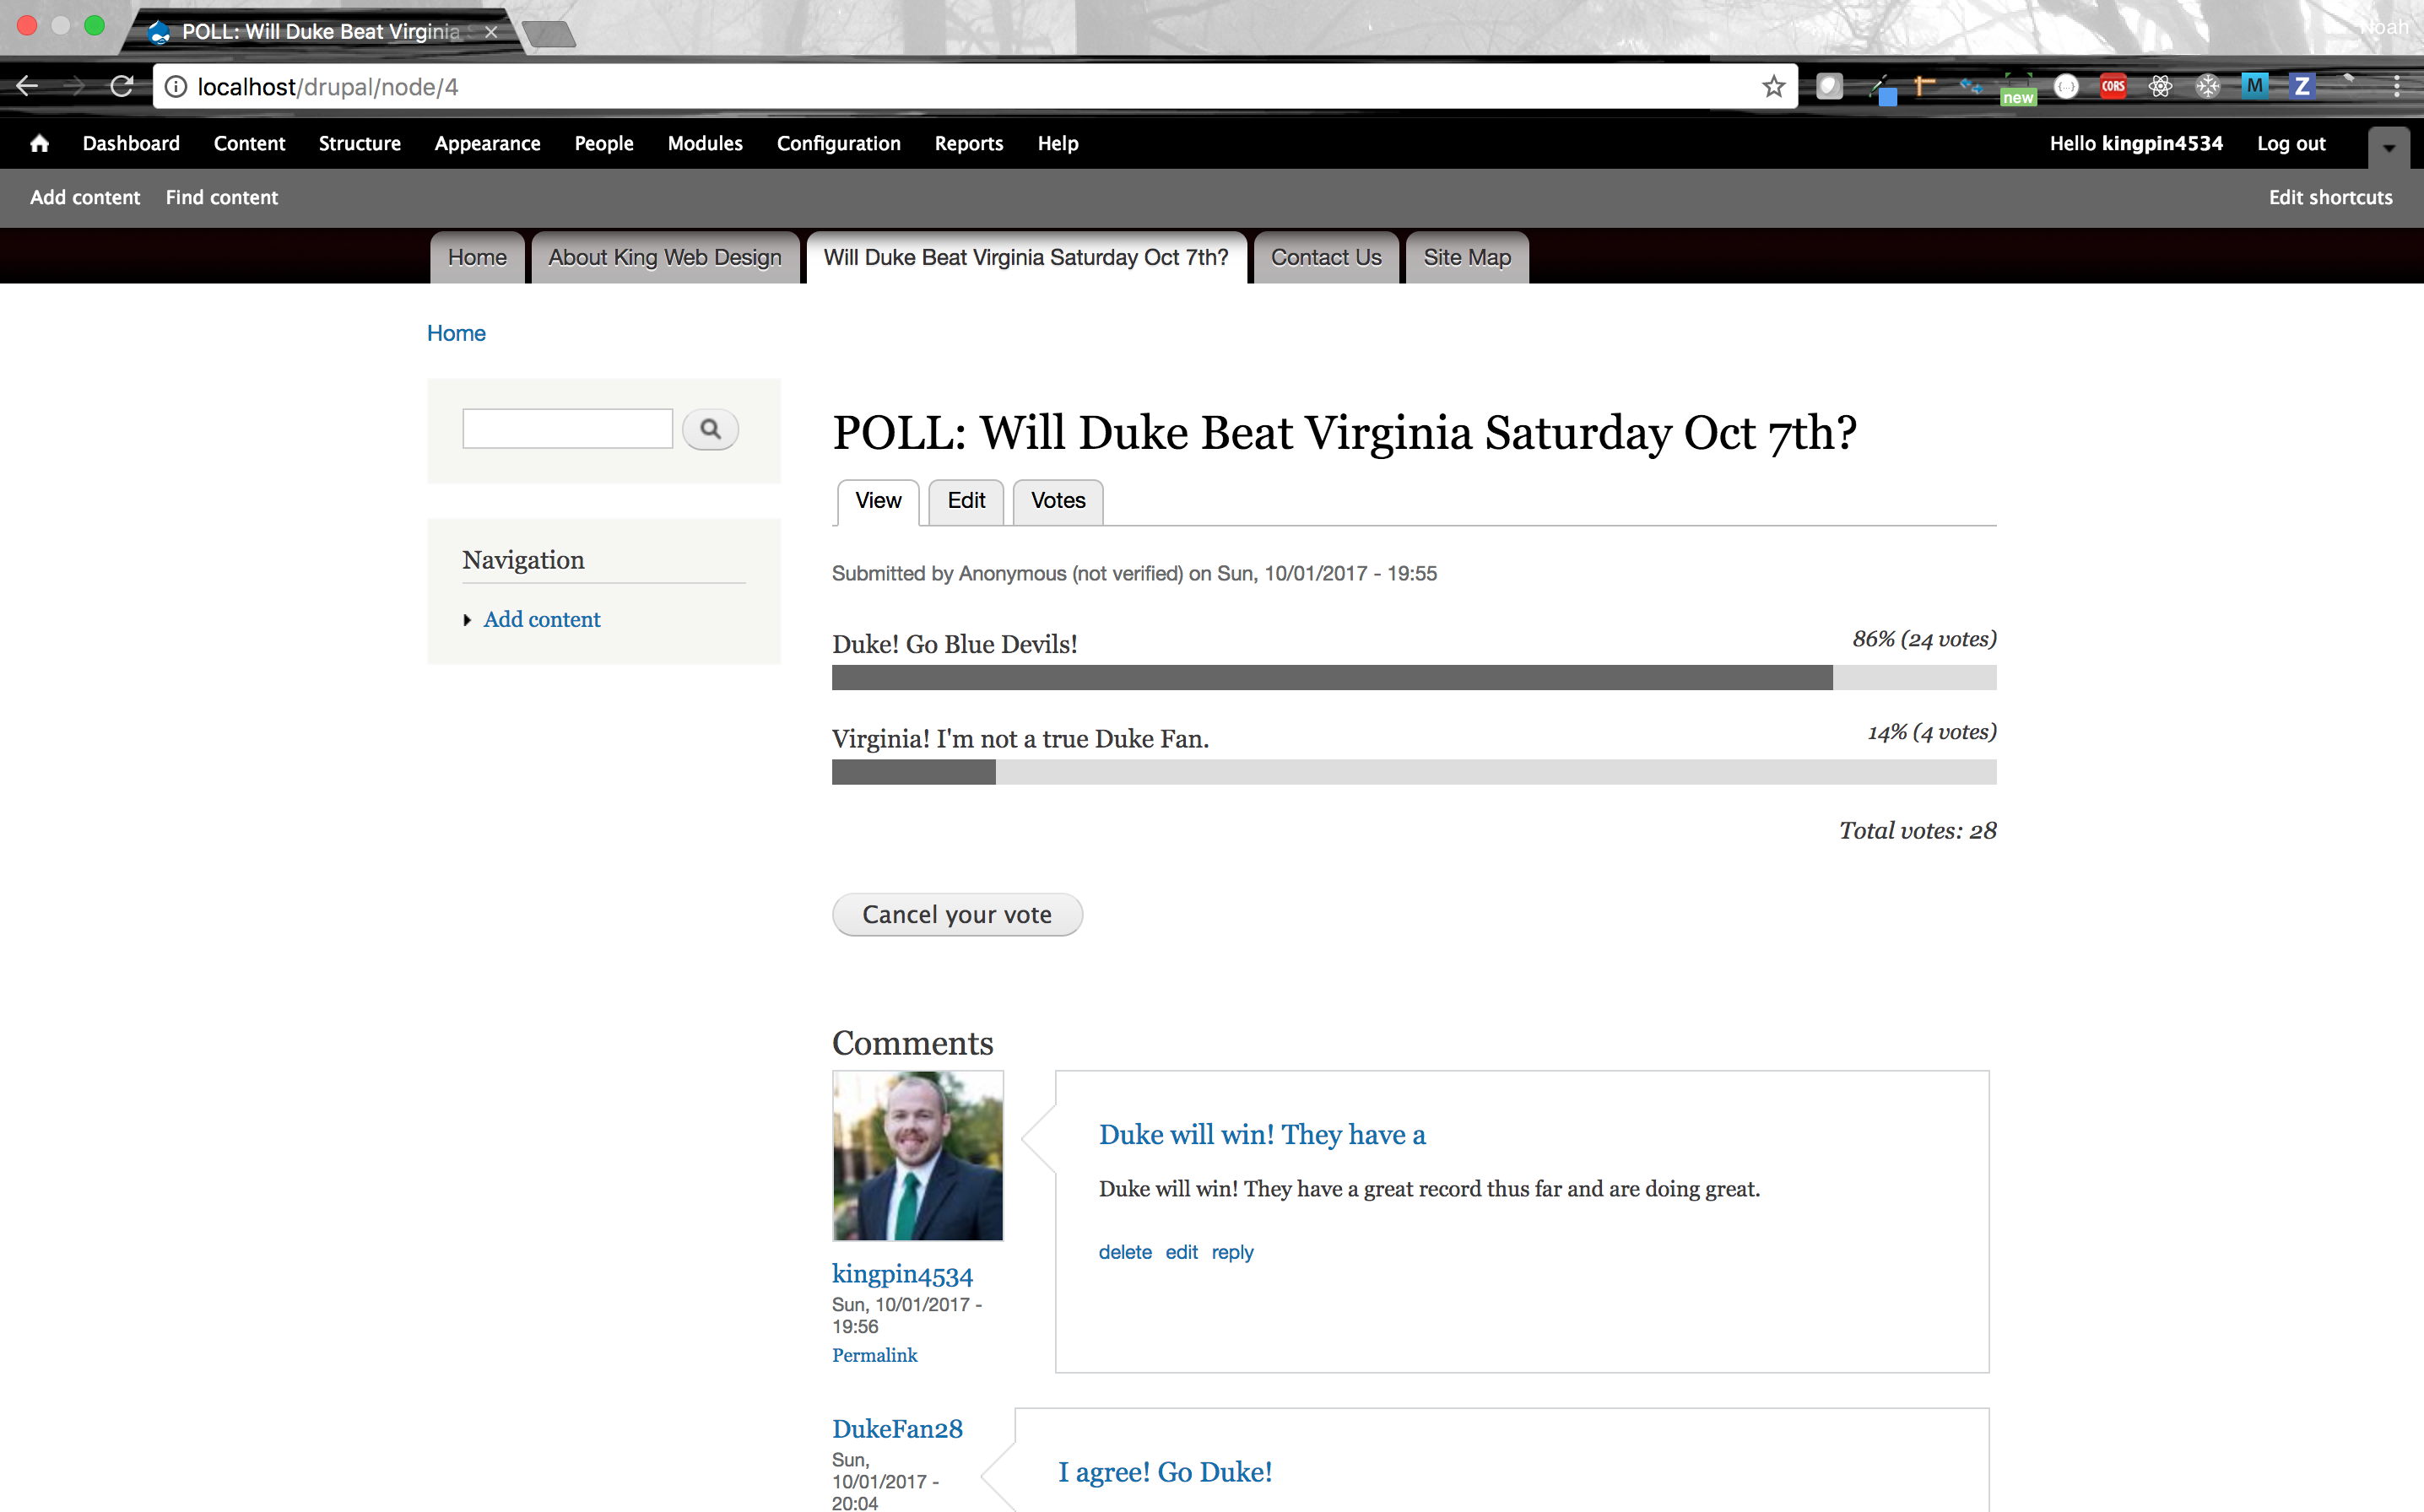 POLL: Will Duke Beat Virginia
Noah
localhost/drupal/node/4
new
CORS
M
Z
Dashboard Content Structure Appearance People Modules Configuration Reports Help Hello kingpin4534 Log out
Add content Find content Edit shortcuts
Home About King Web Design Will Duke Beat Virginia Saturday Oct 7th? Contact Us Site Map
Home
POLL: Will Duke Beat Virginia Saturday Oct 7th?
View Edit Votes
Navigation
Add content
Submitted by Anonymous (not verified) on Sun, 10/01/2017 - 19:55
Duke! Go Blue Devils! 86% (24 votes)
Virginia! I'm not a true Duke Fan. 14% (4 votes)
Total votes: 28
Cancel your vote
Comments
kingpin4534
Sun, 10/01/2017 -
19:56
Permalink
Duke will win! They have a
Duke will win! They have a great record thus far and are doing great.
delete edit reply
DukeFan28
Sun,
10/01/2017 -
20:04
I agree! Go Duke!